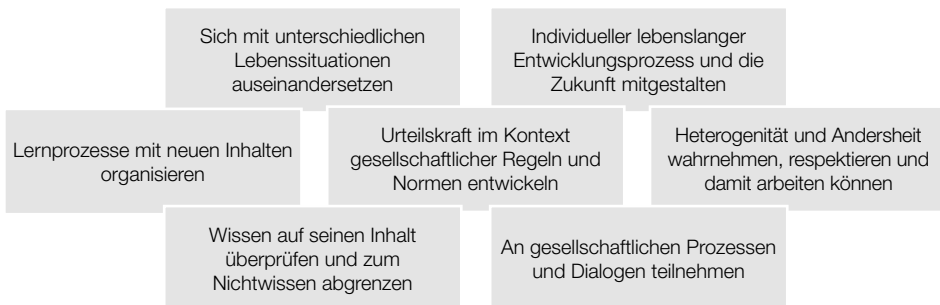 Sich mit unterschiedlichen
Lebenssituationen
auseinandersetzen
Individueller lebenslanger
Entwicklungsprozess und die
Zukunft mitgestalten
Lernprozesse mit neuen Inhalten
organisieren
Urteilskraft im Kontext
gesellschaftlicher Regeln und
Normen entwickeln
Heterogenität und Andersheit
wahrnehmen, respektieren und
damit arbeiten können
Wissen auf seinen Inhalt
überprüfen und zum
Nichtwissen abgrenzen
An gesellschaftlichen Prozessen
und Dialogen teilnehmen